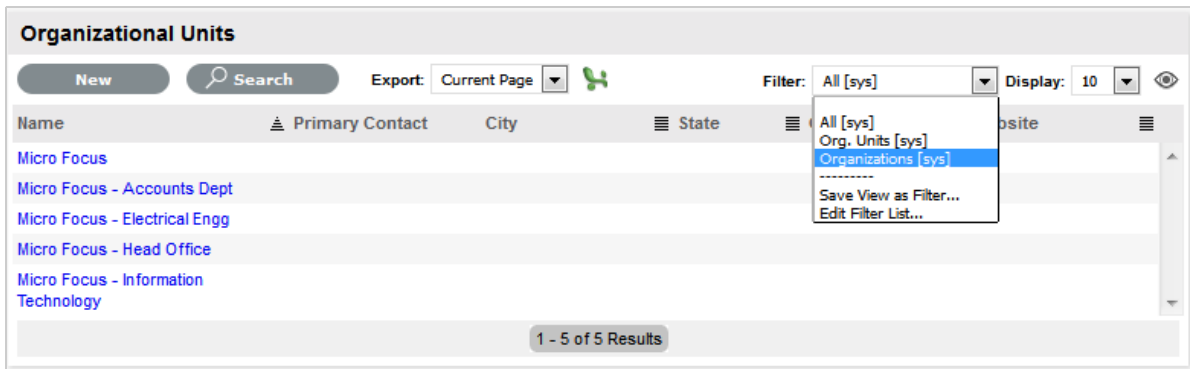 Organizational Units
New Search Export: Current Page Filter: All [sys] Display: 10
Name Primary Contact City State bsite
All [sys]
Org. Units [sys]
Organizations [sys]
---------
Save View as Filter...
Edit Filter List...
Micro Focus
Micro Focus - Accounts Dept
Micro Focus - Electrical Engg
Micro Focus - Head Office
Micro Focus - Information
Technology
1 - 5 of 5 Results